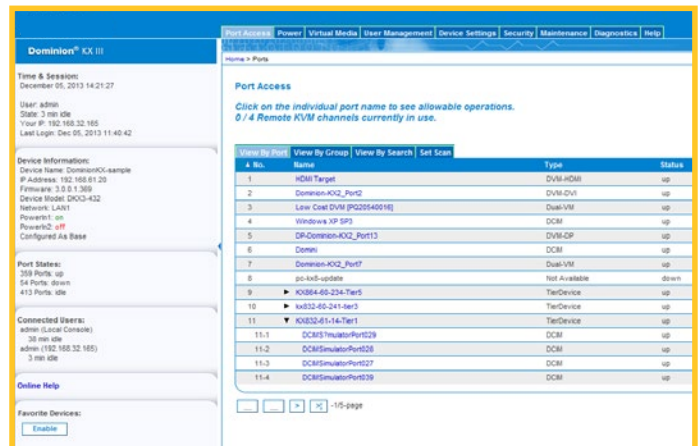 Port Access Power Virtual Media User Management Device Settings Security Maintenance Diagnostics Help
Dominion® KX III
Home > Ports
Time & Session:
December 05, 2013 14:21:27
User: admin
State: 3 min idle
Your IP: 192.168.32.165
Last Login: Dec 05, 2013 11:40:42
Device Information:
Device Name: DominionKX-sample
IP Address: 192.168.61.20
Firmware: 3.0.0.1.369
Device Model: DKX3-432
Network: LAN1
PowerIn1: on
PowerIn2: off
Configured As Base
Port States:
359 Ports: up
54 Ports: down
413 Ports: idle
Connected Users:
admin (Local Console)
38 min idle
admin (192.168.32.165)
3 min idle
Online Help
Favorite Devices:
Enable
Port Access
Click on the individual port name to see allowable operations.
0 / 4 Remote KVM channels currently in use.
View By Port View By Group View By Search Set Scan
▲ No. Name Type Status
1 HDMI Target DVM-HDMI up
2 Dominion-KX2_Port2 DVM-DVI up
3 Low Cost DVM [PQ20540016] Dual-VM up
4 Windows XP SP3 DCIM up
5 DP-Dominion-KX2_Port13 DVM-DP up
6 Domini DCIM up
7 Dominion-KX2_Port7 Dual-VM up
8 pc-kx8-update Not Available down
9 ► KX864-60-234-Tier5 TierDevice up
10 ► kx832-60-241-tier3 TierDevice up
11 ▼ KX832-61-14-Tier1 TierDevice up
11-1 DCIMS?mulatorPort029 DCIM up
11-2 DCIMSimulatorPort028 DCIM up
11-3 DCIMSimulatorPort027 DCIM up
11-4 DCIMSimulatorPort039 DCIM up
... ... > >| -1/5-page